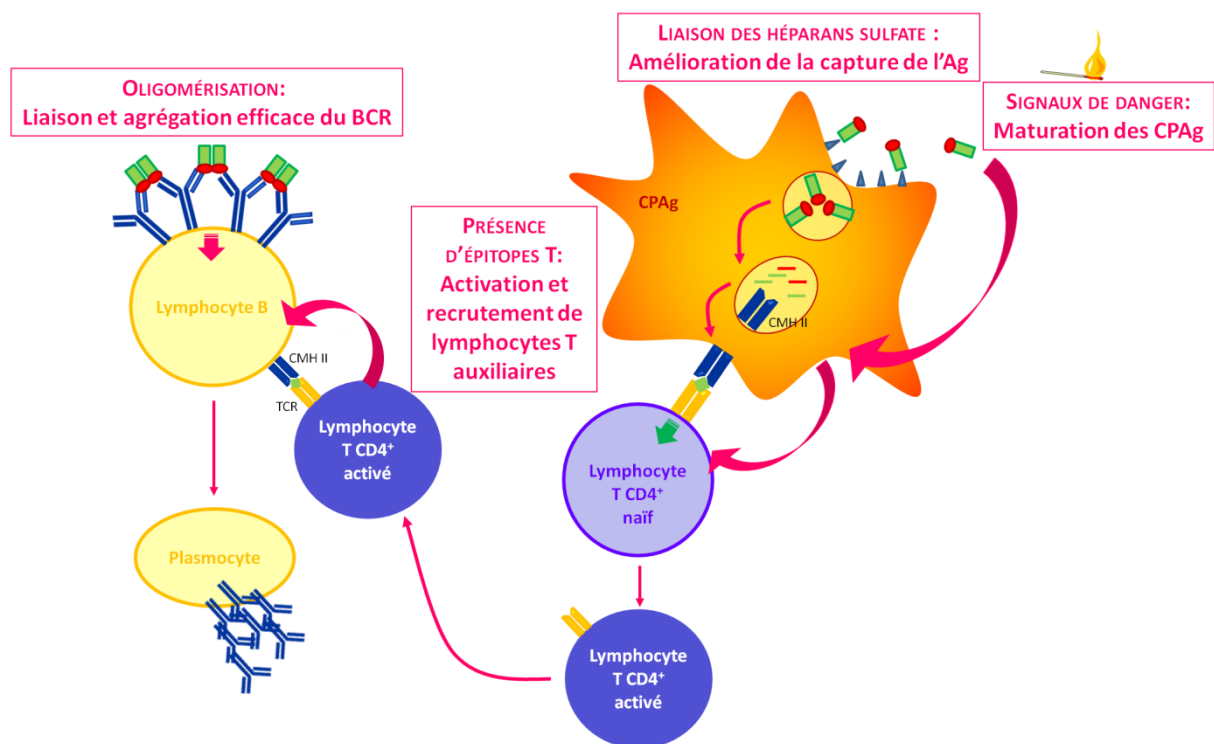 OLIGOMÉRISATION:
Liaison et agrégation efficace du BCR
LIAISON DES HÉPARANS SULFATE :
Amélioration de la capture de l'Ag
SIGNAUX DE DANGER:
Maturation des CPAg
CPAg
PRÉSENCE
D'ÉPITOPES T:
Activation et
recrutement de
lymphocytes T
auxiliaires
Lymphocyte B
CMH II
CMH II
TCR
Lymphocyte
T CD4+
activé
Lymphocyte
T CD4+
naïf
Plasmocyte
Lymphocyte
T CD4+
activé